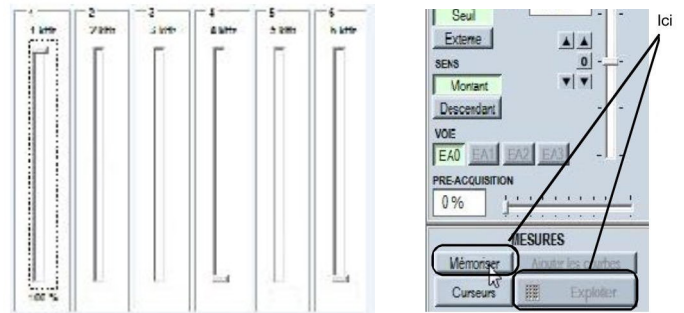 1 2 3 4 5 6
1 kHz 2 kHz 3 kHz 4 kHz 5 kHz 6 kHz
100 %
Ici
Seuil
Externe
0
SENS
Montant
Descendant
VOIE
EA0 EA1 EA2 EA3
PRE-ACQUISITION
0 %
MESURES
Mémoriser Ajouter les courbes
Curseurs Exploiter